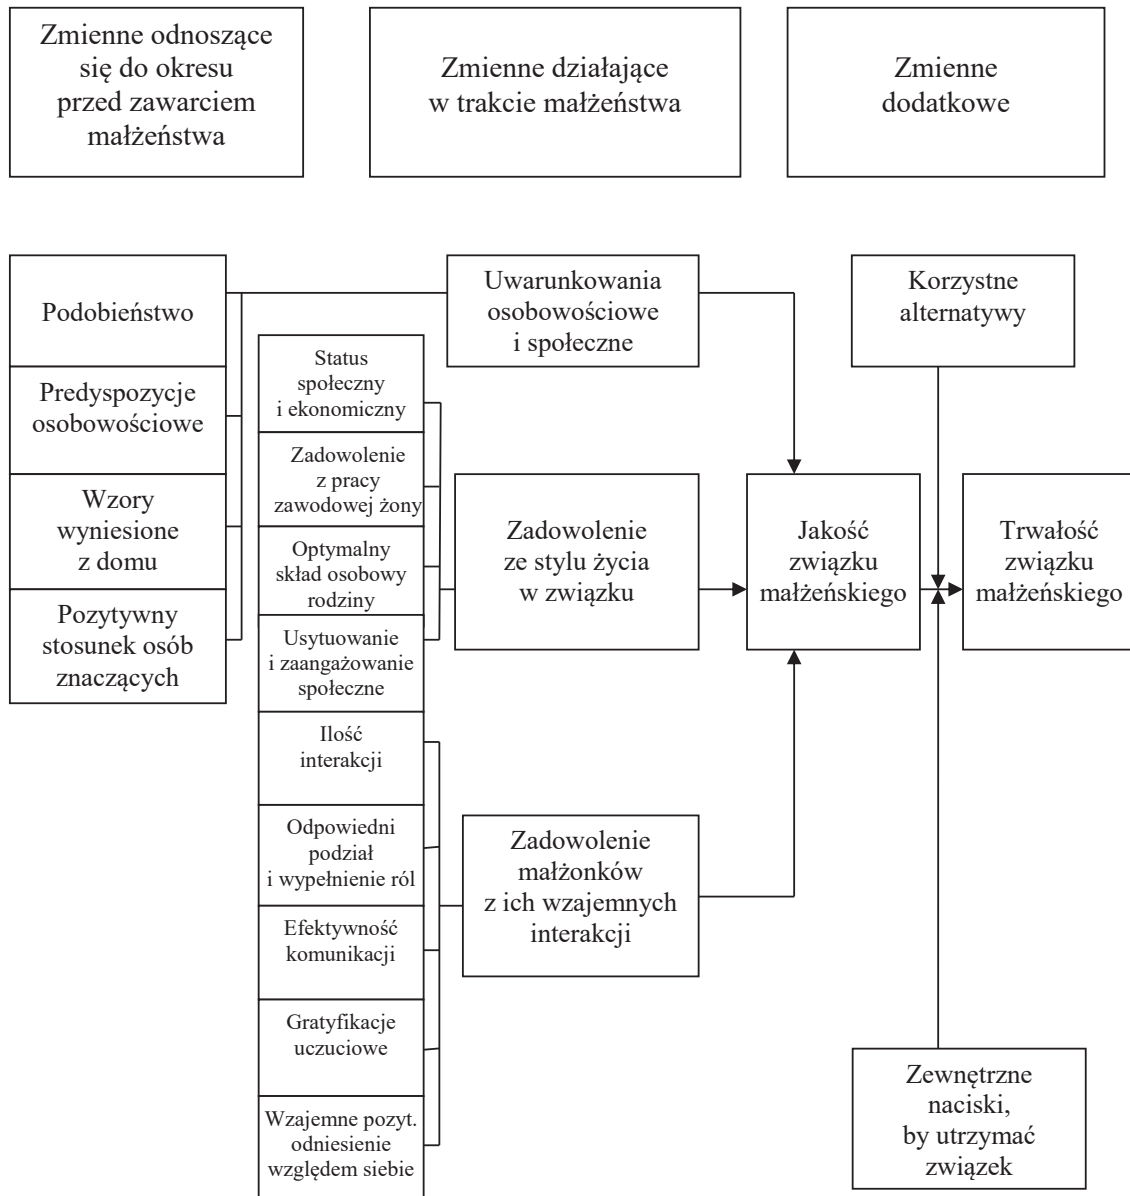 Zmienne odnoszące
się do okresu
przed zawarciem
małżeństwa
Zmienne działające
w trakcie małżeństwa
Zmienne
dodatkowe
Podobieństwo
Predyspozycje
osobowościowe
Wzory
wyniesione
z domu
Pozytywny
stosunek osób
znaczących
Status
społeczny
i ekonomiczny
Zadowolenie
z pracy
zawodowej żony
Optymalny
skład osobowy
rodziny
Usytuowanie
i zaangażowanie
społeczne
Ilość
interakcji
Odpowiedni
podział
i wypełnienie ról
Efektywność
komunikacji
Gratyfikacje
uczuciowe
Wzajemne pozyt.
odniesienie
względem siebie
Uwarunkowania
osobowościowe
i społeczne
Zadowolenie
ze stylu życia
w związku
Zadowolenie
małżonków
z ich wzajemnych
interakcji
Jakość
związku
małżeńskiego
Korzystne
alternatywy
Trwałość
związku
małżeńskiego
Zewnętrzne
naciski,
by utrzymać
związek